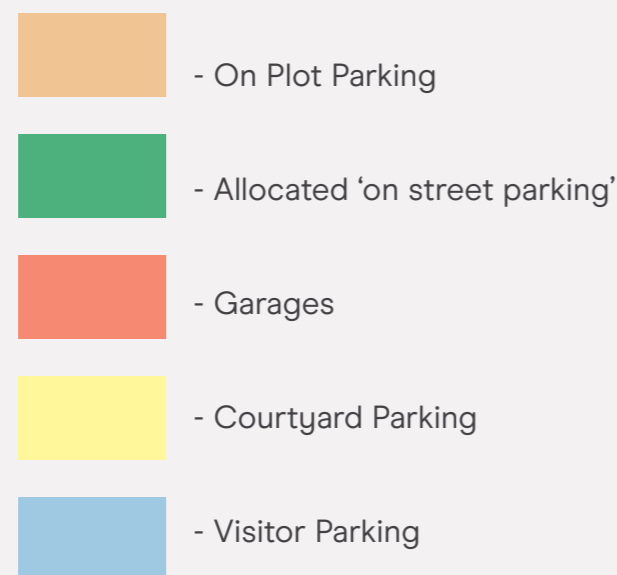 - On Plot Parking
- Allocated ‘on street parking’
- Garages
- Courtyard Parking
- Visitor Parking